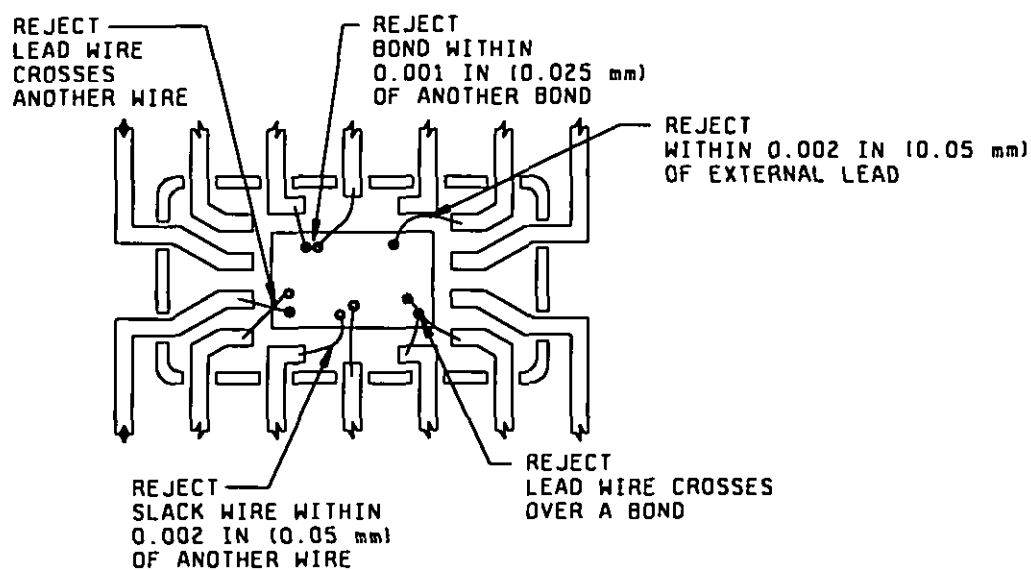 REJECT
LEAD WIRE
CROSSES
ANOTHER WIRE
REJECT
BOND WITHIN
0.001 IN (0.025 mm)
OF ANOTHER BOND
REJECT
WITHIN 0.002 IN (0.05 mm)
OF EXTERNAL LEAD
REJECT
SLACK WIRE WITHIN
0.002 IN (0.05 mm)
OF ANOTHER WIRE
REJECT
LEAD WIRE CROSSES
OVER A BOND